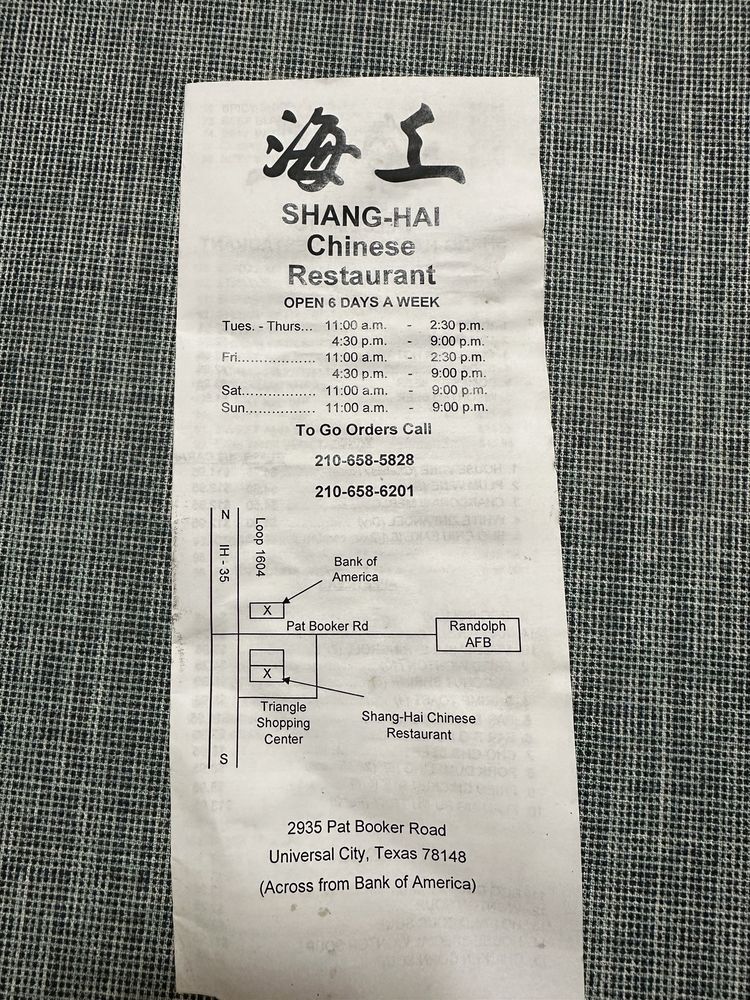 海上
SHANG-HAI
Chinese
Restaurant
OPEN 6 DAYS A WEEK
Tues. - Thurs... 11:00 a.m. - 2:30 p.m.
4:30 p.m. - 9:00 p.m.
Fri.................. 11:00 a.m. - 2:30 p.m.
4:30 p.m. - 9:00 p.m.
Sat................. 11:00 a.m. - 9:00 p.m.
Sun................ 11:00 a.m. - 9:00 p.m.
To Go Orders Call
210-658-5828
210-658-6201
N
IH - 35
Loop 1604
Bank of
America
X
Pat Booker Rd
Randolph
AFB
X
Triangle
Shopping
Center
Shang-Hai Chinese
Restaurant
S
2935 Pat Booker Road
Universal City, Texas 78148
(Across from Bank of America)